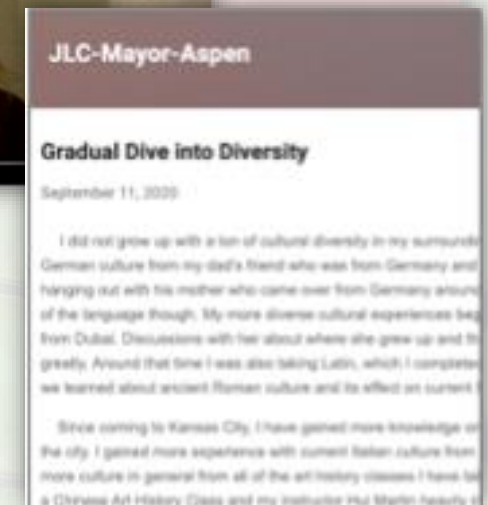 JLC-Mayor-Aspen
Gradual Dive into Diversity
September 11, 2020
I did not grow up with a ton of cultural diversity in my
German culture from my dad's friend who was from Germany and
hanging out with his mother who came over from Germany
of the language though. My more diverse cultural experiences
from Dubai. Discussions with her about where she grew up and
greatly. Around that time I was also taking Latin, which I
we learned about ancient Roman culture and its effect on current
Since coming to Kansas City, I have gained more knowledge
the city. I gained more experience with current Italian culture from
more culture in general from all of the art history classes I have
a Chinese Art History Class and my instructor Hui Martin heavily